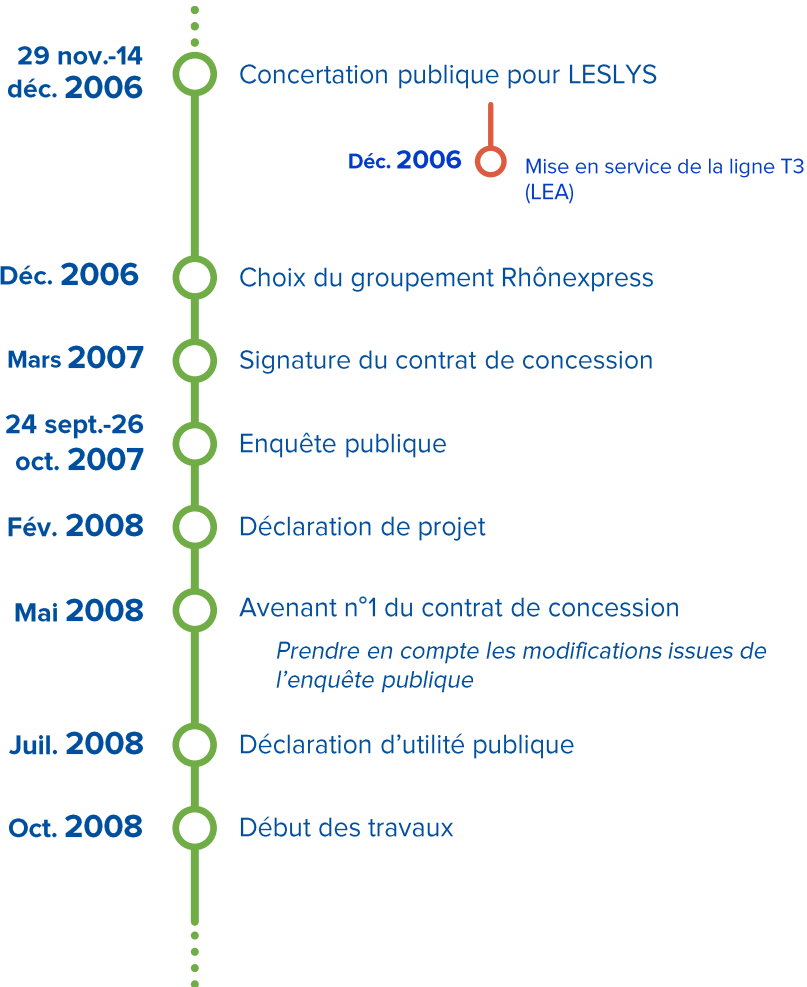 29 nov.-14
déc. 2006
Concertation publique pour LESLYS
Déc. 2006
Mise en service de la ligne T3
(LEA)
Déc. 2006
Choix du groupement Rhônexpress
Mars 2007
Signature du contrat de concession
24 sept.-26
oct. 2007
Enquête publique
Fév. 2008
Déclaration de projet
Mai 2008
Avenant n°1 du contrat de concession
Prendre en compte les modifications issues de
l’enquête publique
Juil. 2008
Déclaration d’utilité publique
Oct. 2008
Début des travaux